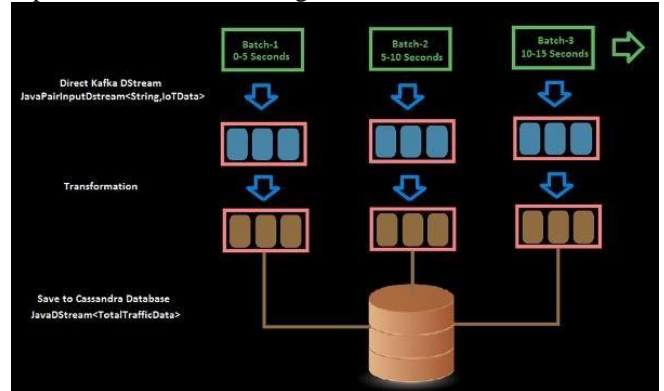 Batch-1
0-5 Seconds
Batch-2
5-10 Seconds
Batch-3
10-15 Seconds
Direct Kafka DStream
JavaPairInputDstream<String,IoTData>
Transformation
Save to Cassandra Database
JavaDStream<TotalTrafficData>